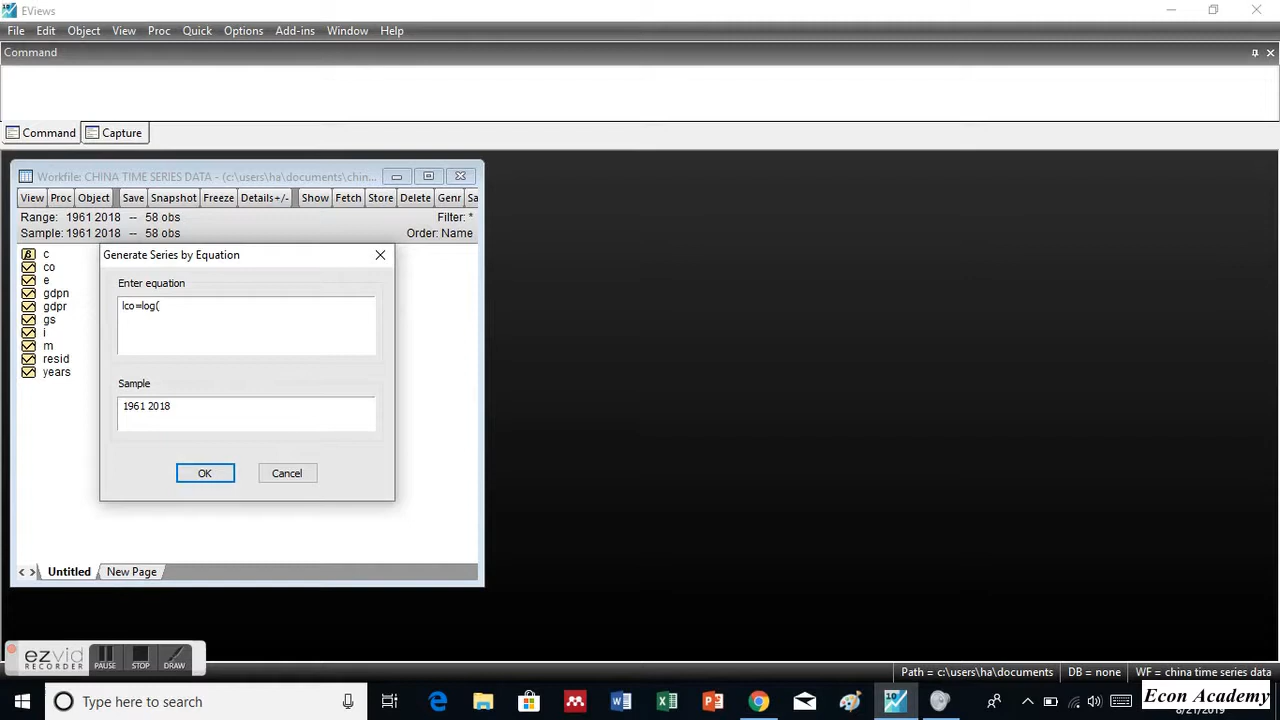 EViews
File Edit Object View Proc Quick Options Add-ins Window Help
Command
Command Capture
Workfile: CHINA TIME SERIES DATA - (c:\users\ha\documents\chin...
View Proc Object Save Snapshot Freeze Details+/- Show Fetch Store Delete Genr Sa
Range: 1961 2018 -- 58 obs Filter: *
Sample: 1961 2018 -- 58 obs Order: Name
c
co
e
gdpn
gdpr
gs
i
m
resid
years
Generate Series by Equation
Enter equation
lco=log(
Sample
1961 2018
OK Cancel
Untitled New Page
ezvid
RECORDER
PAUSE STOP DRAW
Path = c:\users\ha\documents DB = none WF = china time series data
Type here to search
10
Econ Academy
8/21/2019